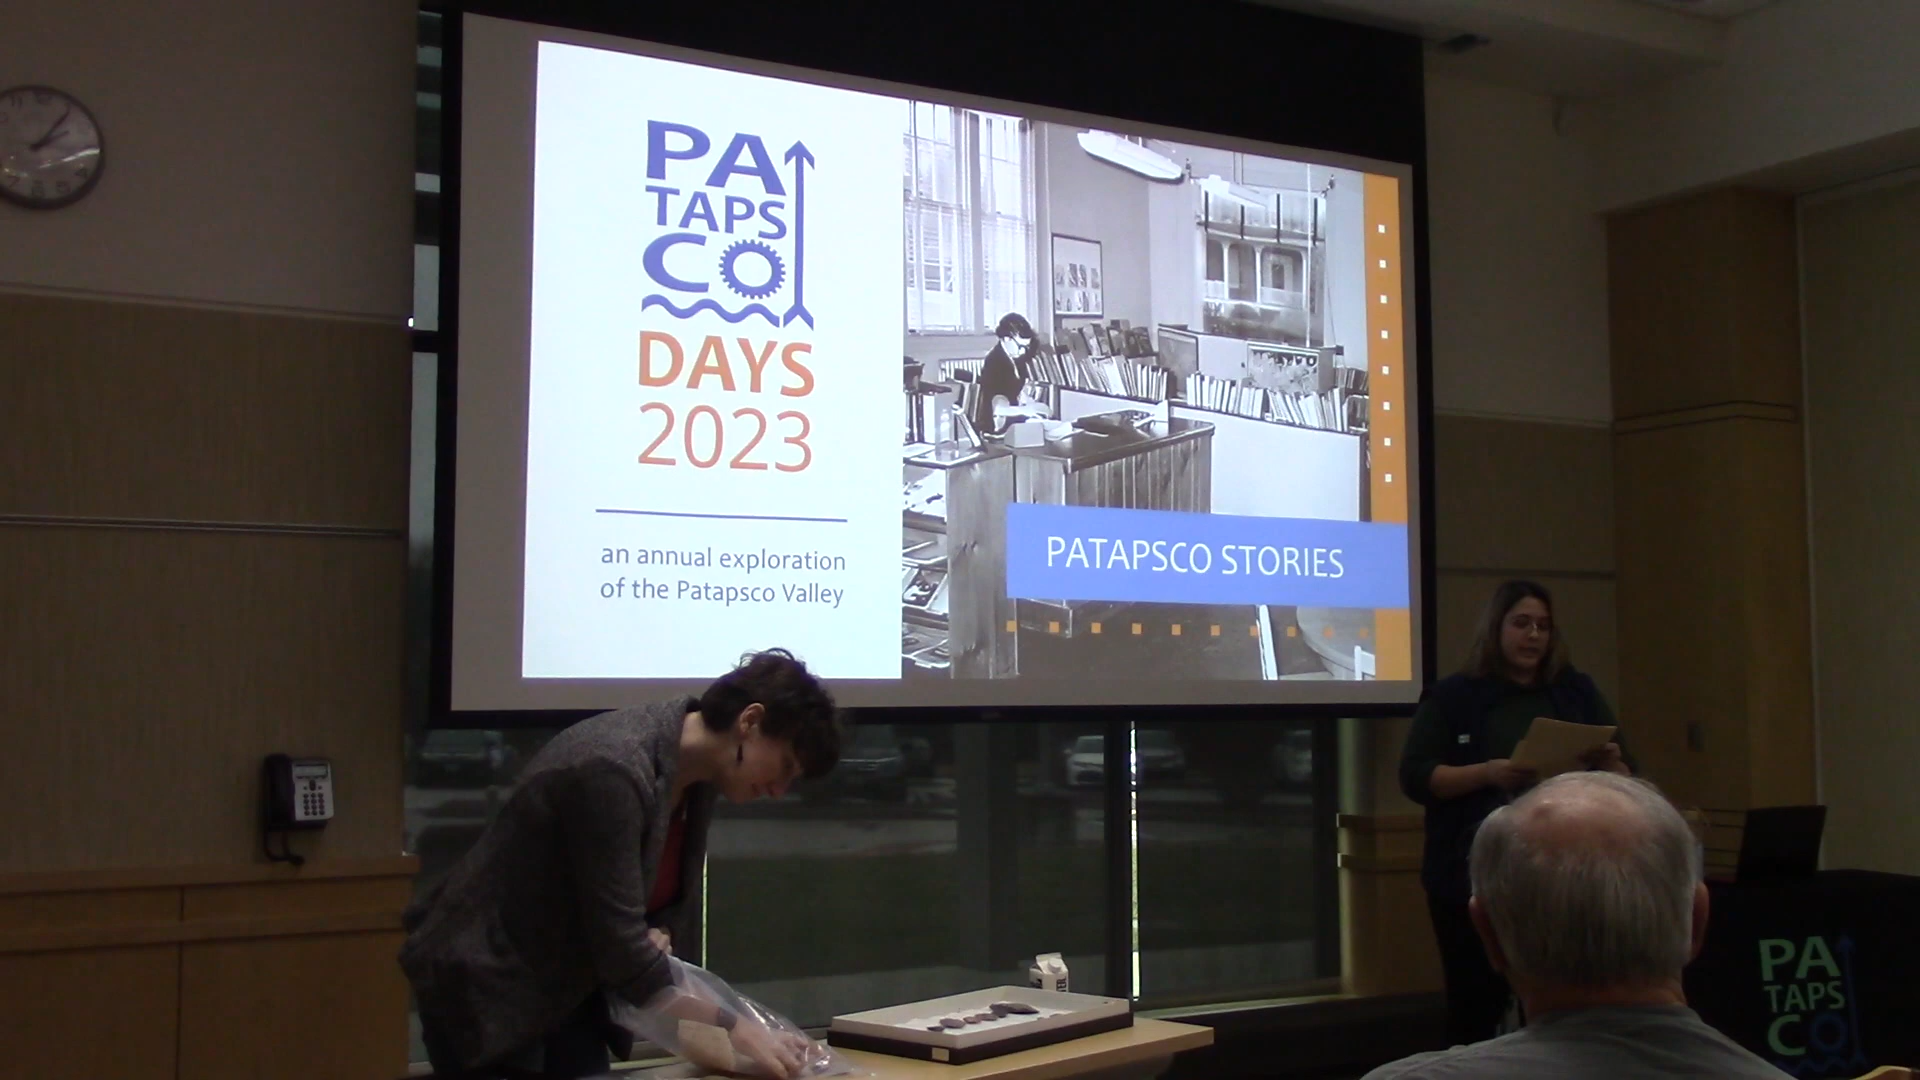 PA
TAPS
CO
DAYS
2023
an annual exploration
of the Patapsco Valley
PATAPSCO STORIES
PA
TAPS
CO